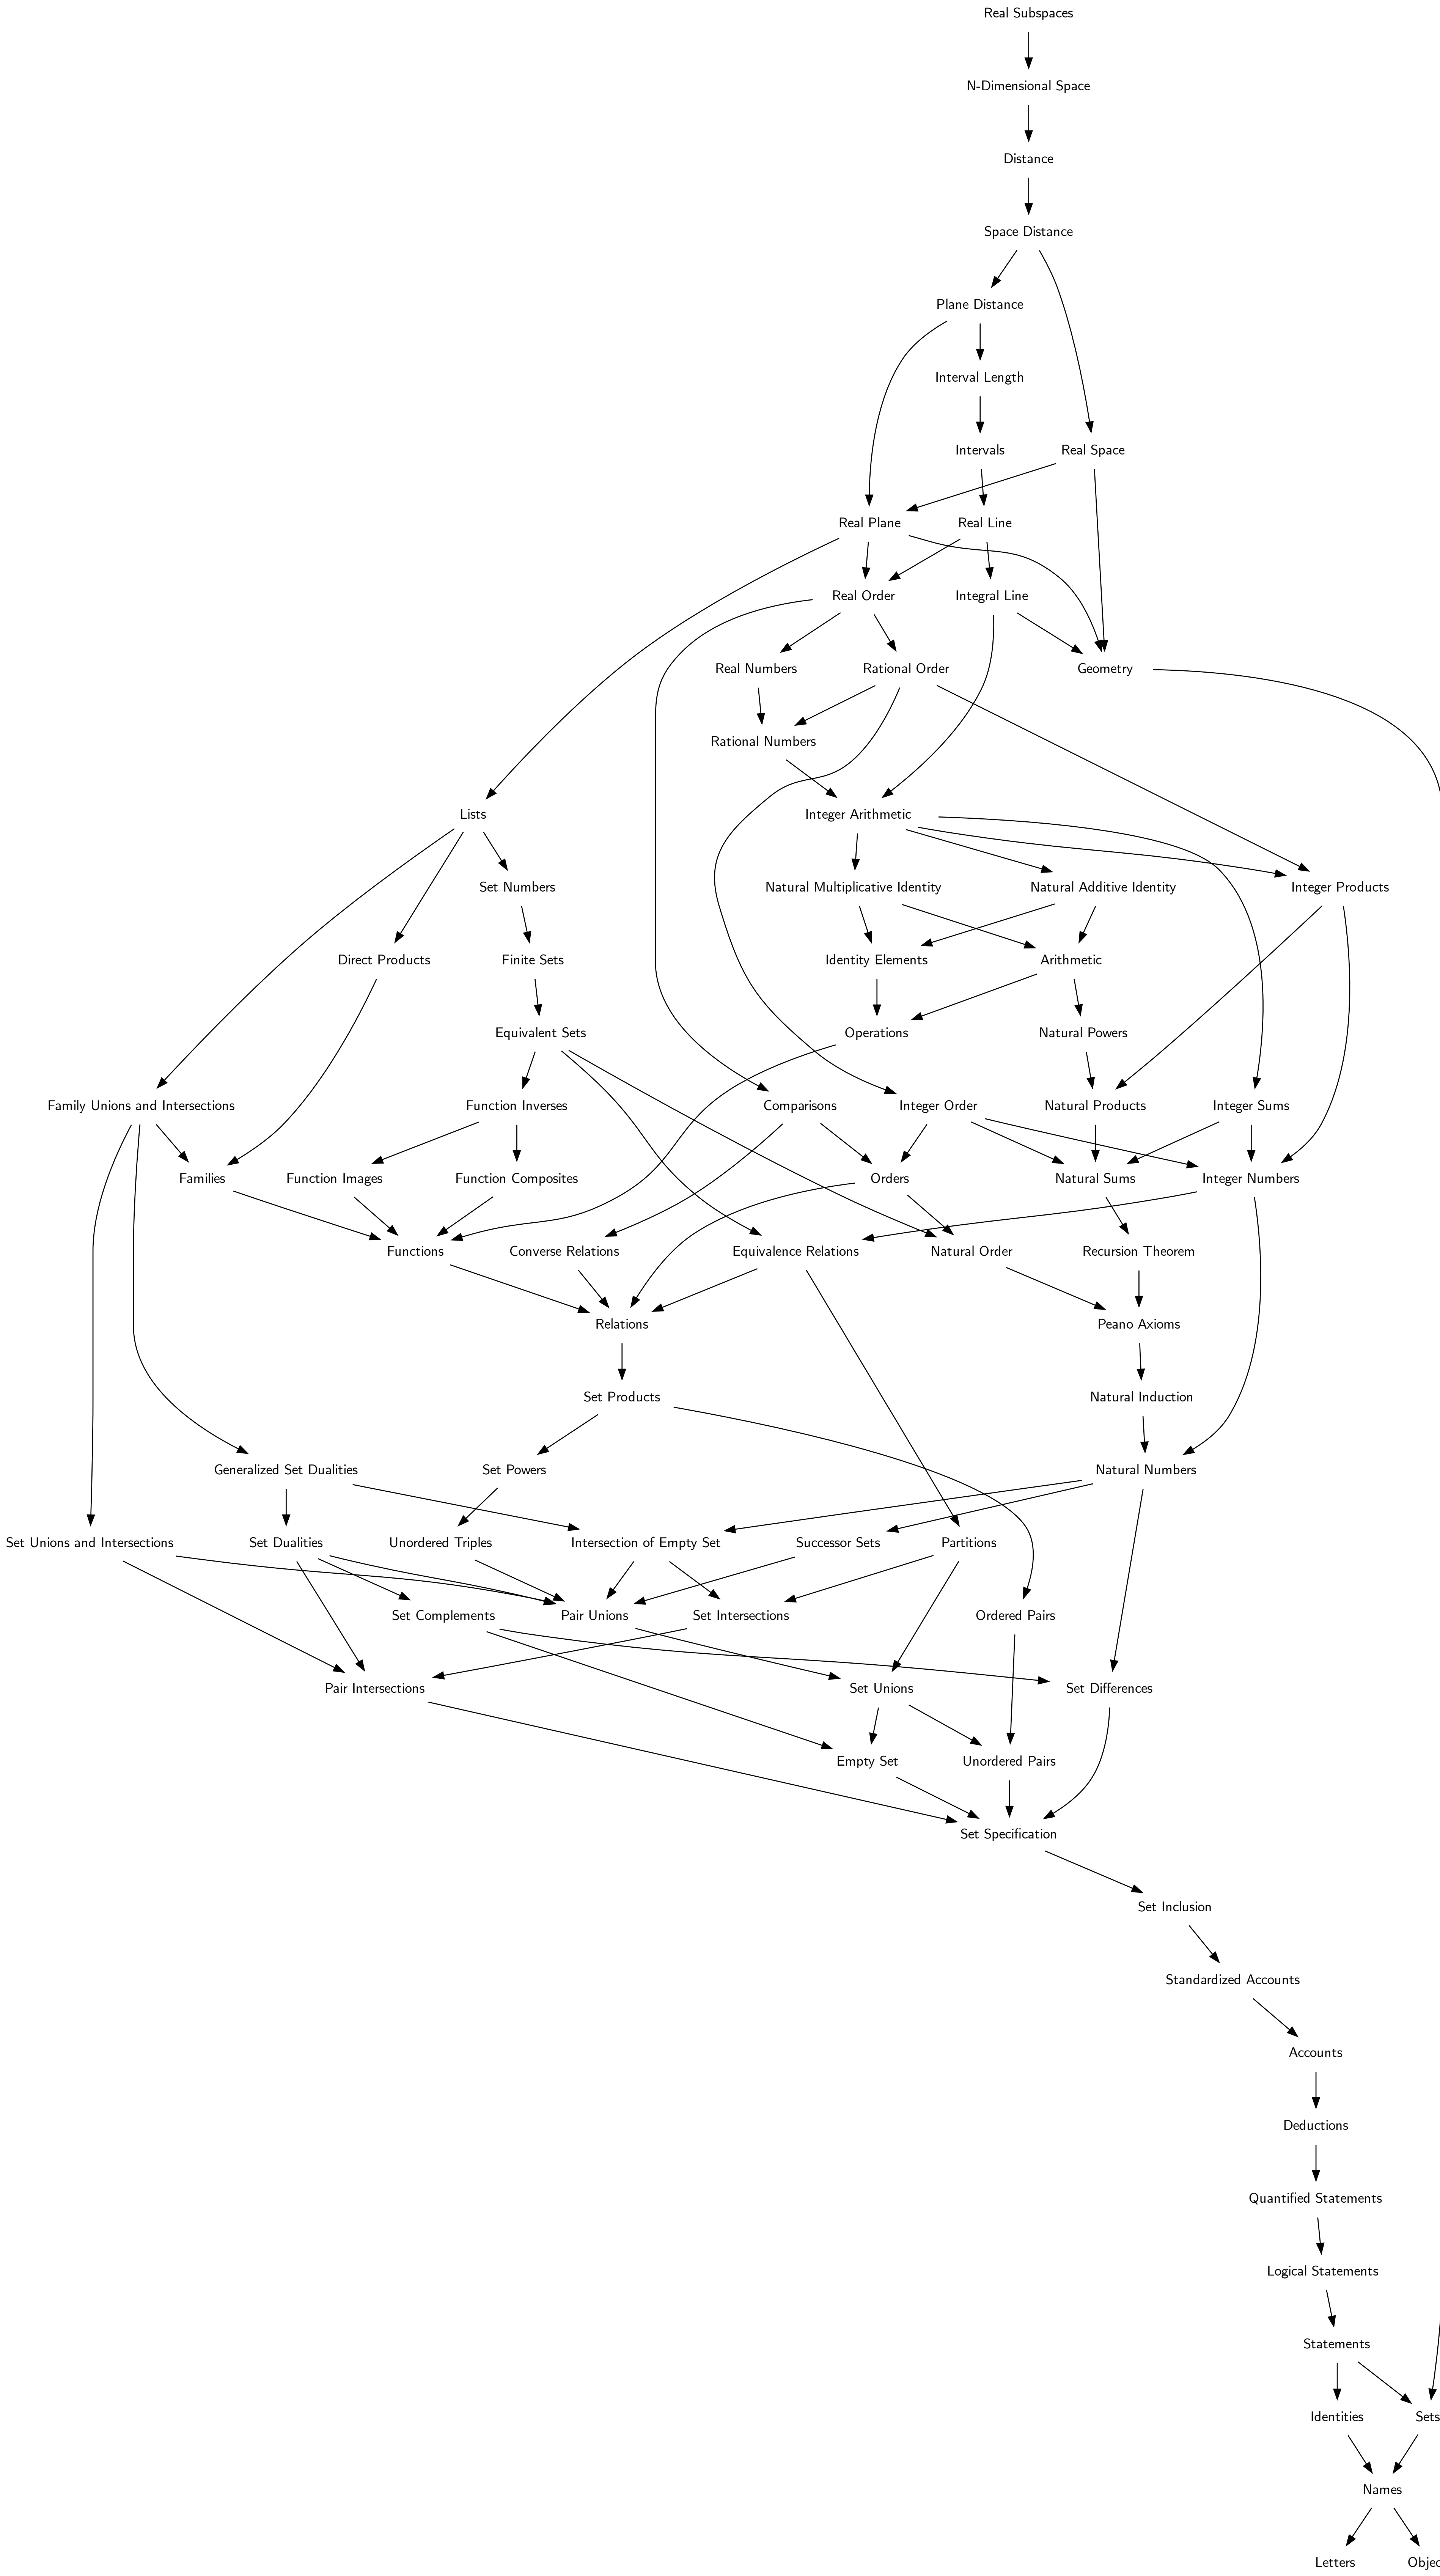 Real Subspaces
N-Dimensional Space
Distance
Space Distance
Plane Distance
Interval Length
Intervals
Real Space
Real Plane
Real Line
Real Order
Integral Line
Real Numbers
Rational Order
Geometry
Rational Numbers
Lists
Integer Arithmetic
Set Numbers
Natural Multiplicative Identity
Natural Additive Identity
Integer Products
Direct Products
Finite Sets
Identity Elements
Arithmetic
Equivalent Sets
Operations
Natural Powers
Family Unions and Intersections
Function Inverses
Comparisons
Integer Order
Natural Products
Integer Sums
Families
Function Images
Function Composites
Orders
Natural Sums
Integer Numbers
Functions
Converse Relations
Equivalence Relations
Natural Order
Recursion Theorem
Relations
Peano Axioms
Set Products
Natural Induction
Generalized Set Dualities
Set Powers
Natural Numbers
Set Unions and Intersections
Set Dualities
Unordered Triples
Intersection of Empty Set
Successor Sets
Partitions
Set Complements
Pair Unions
Set Intersections
Ordered Pairs
Pair Intersections
Set Unions
Set Differences
Empty Set
Unordered Pairs
Set Specification
Set Inclusion
Standardized Accounts
Accounts
Deductions
Quantified Statements
Logical Statements
Statements
Identities
Sets
Names
Letters
Objec